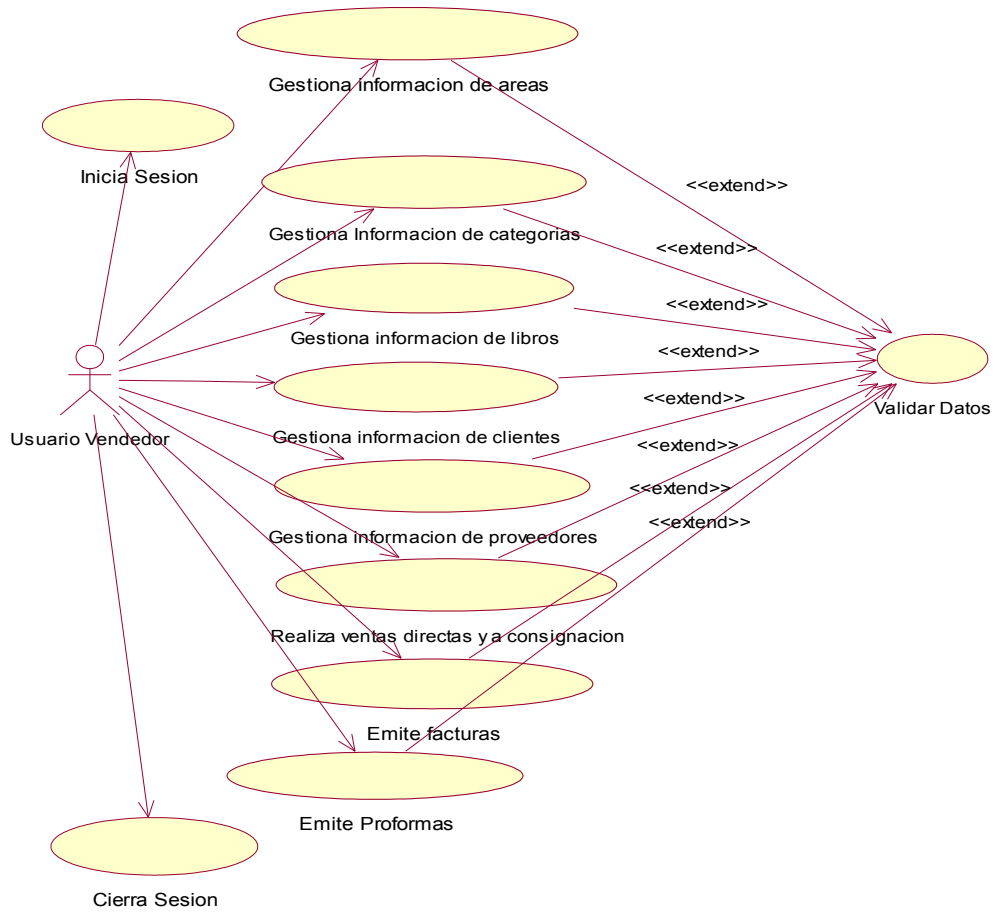 Gestiona informacion de areas
Inicia Sesion
<<extend>>
Gestiona Informacion de categorias
<<extend>>
<<extend>>
Gestiona informacion de libros
<<extend>>
<<extend>>
Validar Datos
Usuario Vendedor
Gestiona informacion de clientes
<<extend>>
<<extend>>
<<extend>>
Gestiona informacion de proveedores
Realiza ventas directas y a consignacion
Emite facturas
Emite Proformas
Cierra Sesion